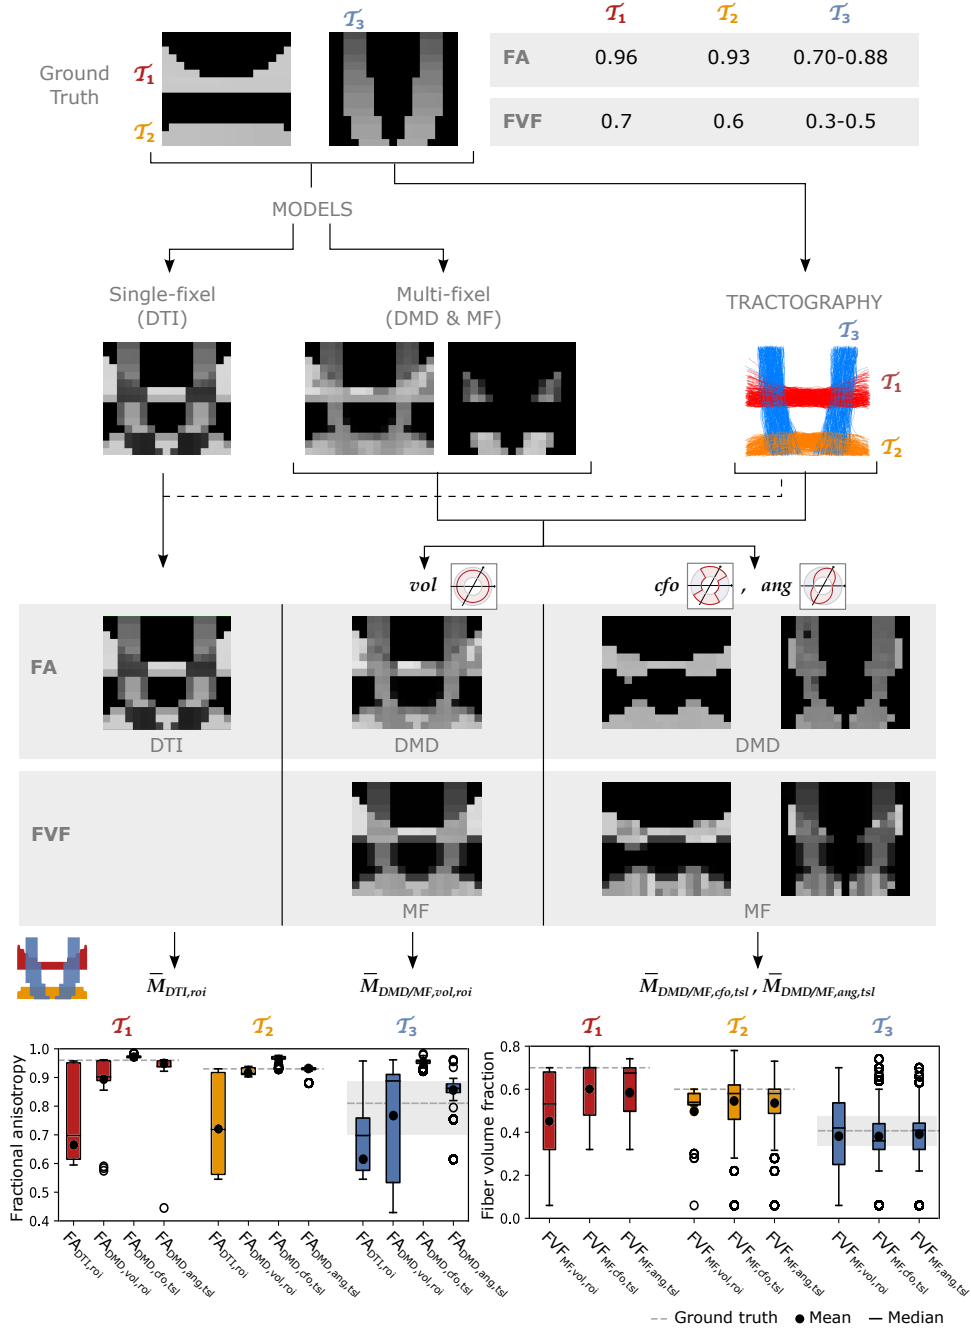 𝒯3
𝒯1 𝒯2 𝒯3
Ground
Truth
𝒯1
𝒯2
FA 0.96 0.93 0.70-0.88
FVF 0.7 0.6 0.3-0.5
MODELS
Single-fixel
(DTI)
Multi-fixel
(DMD & MF)
TRACTOGRAPHY
𝒯3
𝒯1
𝒯2
vol
cfo , ang
FA
DTI DMD DMD
FVF
MF MF
M̅DTI,roi M̅DMD/MF,vol,roi M̅DMD/MF,cfo,tsl , M̅DMD/MF,ang,tsl
𝒯1 𝒯2 𝒯3
Fractional anisotropy
1.0
0.9
0.8
0.7
0.6
0.5
0.4
FADTI,roi
FADMD,vol,roi
FADMD,cfo,tsl
FADMD,ang,tsl
FADTI,roi
FADMD,vol,roi
FADMD,cfo,tsl
FADMD,ang,tsl
FADTI,roi
FADMD,vol,roi
FADMD,cfo,tsl
FADMD,ang,tsl
𝒯1 𝒯2 𝒯3
Fiber volume fraction
0.8
0.6
0.4
0.2
0.0
FVFMF,vol,roi
FVFMF,cfo,tsl
FVFMF,ang,tsl
FVFMF,vol,roi
FVFMF,cfo,tsl
FVFMF,ang,tsl
FVFMF,vol,roi
FVFMF,cfo,tsl
FVFMF,ang,tsl
Ground truth Mean Median